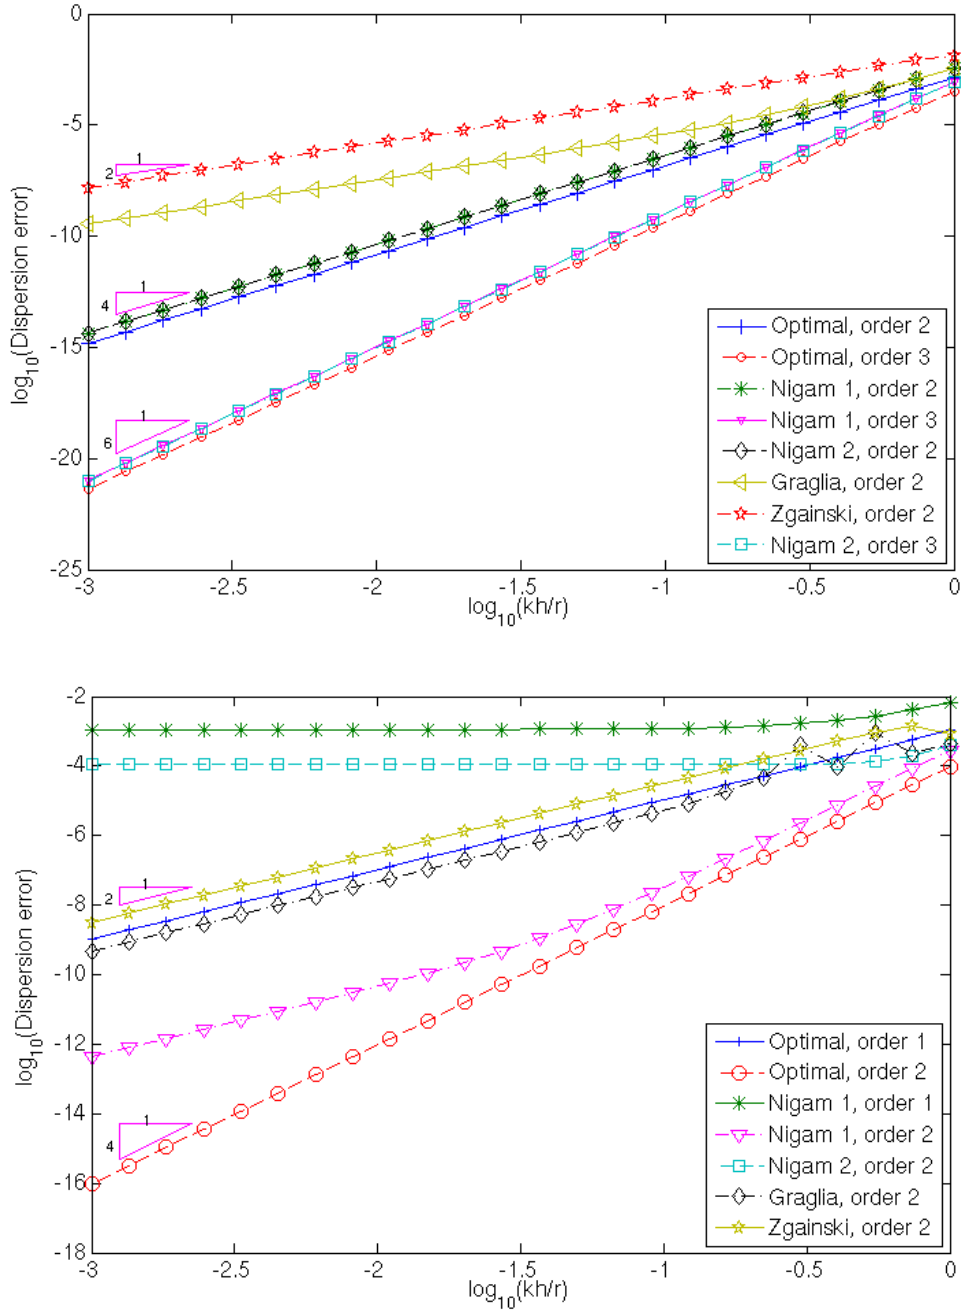 0
-5
-10
-15
-20
-25
log10(Dispersion error)
1
2
1
4
1
6
Optimal, order 2
Optimal, order 3
Nigam 1, order 2
Nigam 1, order 3
Nigam 2, order 2
Graglia, order 2
Zgainski, order 2
Nigam 2, order 3
-3
-2.5
-2
-1.5
-1
-0.5
0
log10(kh/r)
-2
-4
-6
-8
-10
-12
-14
-16
-18
log10(Dispersion error)
1
2
1
4
Optimal, order 1
Optimal, order 2
Nigam 1, order 1
Nigam 1, order 2
Nigam 2, order 2
Graglia, order 2
Zgainski, order 2
-3
-2.5
-2
-1.5
-1
-0.5
0
log10(kh/r)